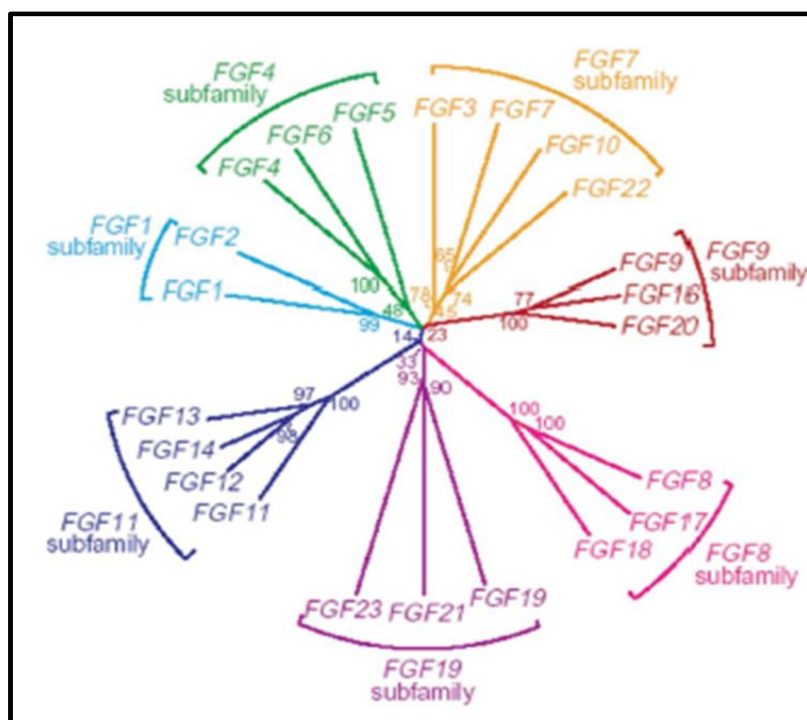 FGF4
subfamily
FGF5
FGF6
FGF4
FGF7
subfamily
FGF3
FGF7
FGF10
FGF22
FGF1
subfamily
FGF2
FGF1
FGF9
subfamily
FGF9
FGF16
FGF20
65
100
78
74
48
45
77
100
99
14
23
33
93
90
97
100
98
100
100
FGF13
FGF14
FGF12
FGF11
FGF11
subfamily
FGF8
FGF17
FGF18
FGF8
subfamily
FGF23
FGF21
FGF19
FGF19
subfamily